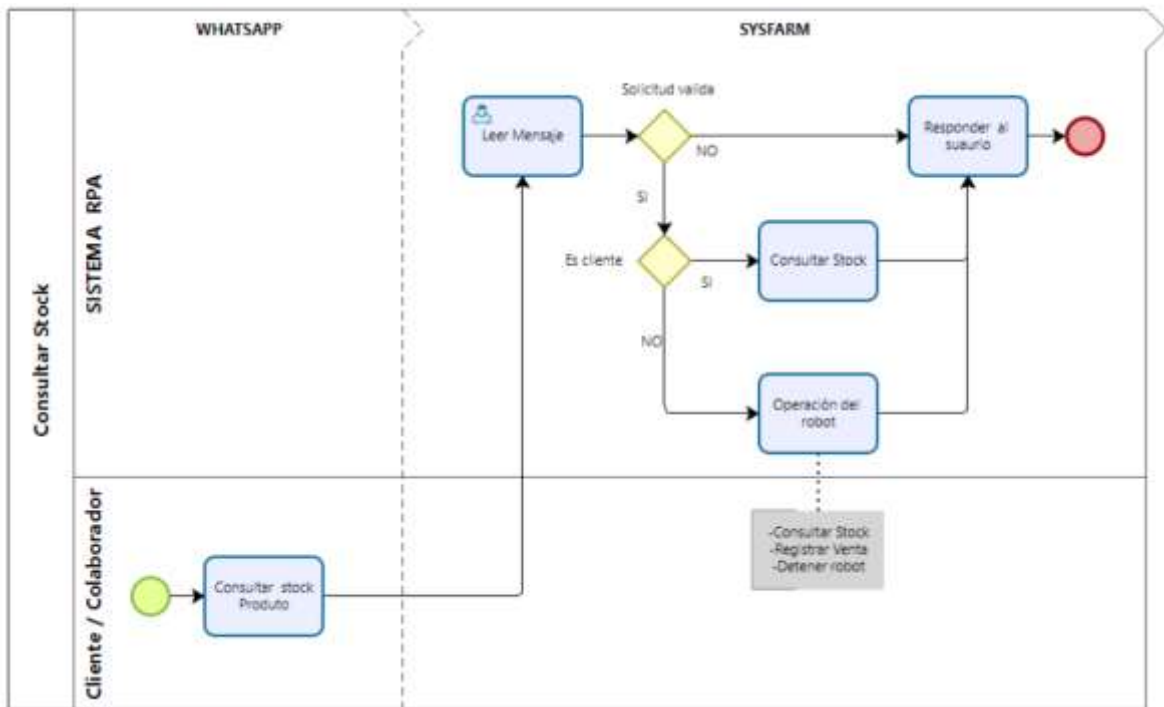 WHATSAPP
SYSFARM
Consultar Stock
SISTEMA RPA
Leer Mensaje
Solicitud valida
NO
SI
Responder al
suaurio
Es cliente
SI
Consultar Stock
NO
Operación del
robot
Cliente / Colaborador
Consultar stock
Produto
-Consultar Stock
-Registrar Venta
-Detener robot